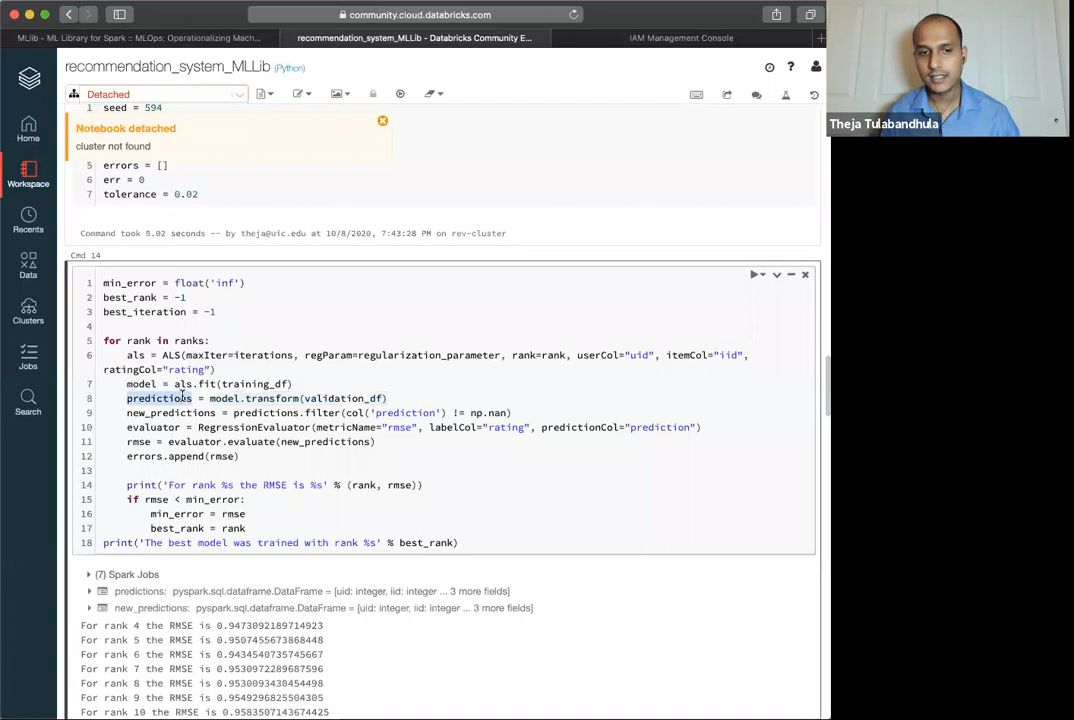 community.cloud.databricks.com
MLlib - ML Library for Spark :: MLOps: Operationalizing Mach...
recommendation_system_MLLib - Databricks Community E...
IAM Management Console
recommendation_system_MLLib (Python)
Theja Tulabandhula
Detached
1 seed = 594
Notebook detached
cluster not found
5 errors = []
6 err = 0
7 tolerance = 0.02
Command took 0.02 seconds -- by theja@uic.edu at 10/8/2020, 7:43:28 PM on rev-cluster
Home
Workspace
Recents
Data
Clusters
Jobs
Search
Cmd 14
1 min_error = float('inf')
2 best_rank = -1
3 best_iteration = -1
4
5 for rank in ranks:
6 als = ALS(maxIter=iterations, regParam=regularization_parameter, rank=rank, userCol="uid", itemCol="iid",
ratingCol="rating")
7 model = als.fit(training_df)
8 predictions = model.transform(validation_df)
9 new_predictions = predictions.filter(col('prediction') != np.nan)
10 evaluator = RegressionEvaluator(metricName="rmse", labelCol="rating", predictionCol="prediction")
11 rmse = evaluator.evaluate(new_predictions)
12 errors.append(rmse)
13
14 print('For rank %s the RMSE is %s' % (rank, rmse))
15 if rmse < min_error:
16 min_error = rmse
17 best_rank = rank
18 print('The best model was trained with rank %s' % best_rank)
(7) Spark Jobs
predictions: pyspark.sql.dataframe.DataFrame = [uid: integer, iid: integer ... 3 more fields]
new_predictions: pyspark.sql.dataframe.DataFrame = [uid: integer, iid: integer ... 3 more fields]
For rank 4 the RMSE is 0.9473092189714923
For rank 5 the RMSE is 0.9507455673868448
For rank 6 the RMSE is 0.9434540735745667
For rank 7 the RMSE is 0.9530972289687596
For rank 8 the RMSE is 0.9530093430454498
For rank 9 the RMSE is 0.9549296825504305
For rank 10 the RMSE is 0.9583507143674425